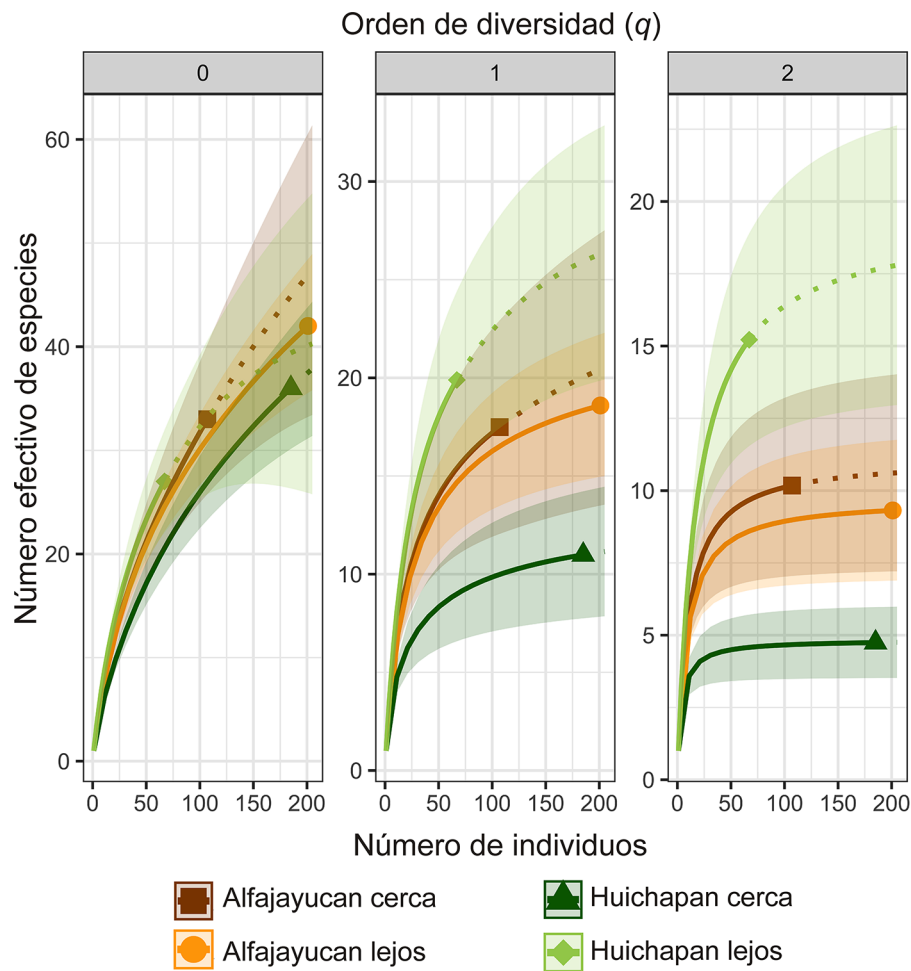 Orden de diversidad (q)
0
1
2
Número efectivo de especies
60
40
20
0
30
20
10
0
20
15
10
5
0
0 50 100 150 200
0 50 100 150 200
0 50 100 150 200
Número de individuos
Alfajayucan cerca
Huichapan cerca
Alfajayucan lejos
Huichapan lejos